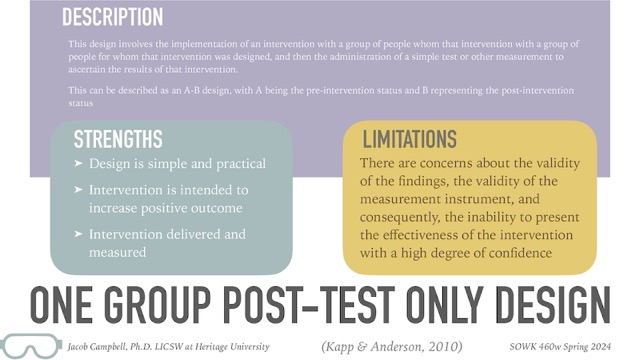 DESCRIPTION
This design involves the implementation of an intervention with a group of people whom that intervention with a group of
people for whom that intervention was designed, and then the administration of a simple test or other measurement to
ascertain the results of that intervention.
This can be described as an A-B design, with A being the pre-intervention status and B representing the post-intervention
status
STRENGTHS
➤ Design is simple and practical
➤ Intervention is intended to
increase positive outcome
➤ Intervention delivered and
measured
LIMITATIONS
There are concerns about the validity
of the findings, the validity of the
measurement instrument, and
consequently, the inability to present
the effectiveness of the intervention
with a high degree of confidence
ONE GROUP POST-TEST ONLY DESIGN
Jacob Campbell, Ph.D. LICSW at Heritage University
(Kapp & Anderson, 2010)
SOWK 460w Spring 2024